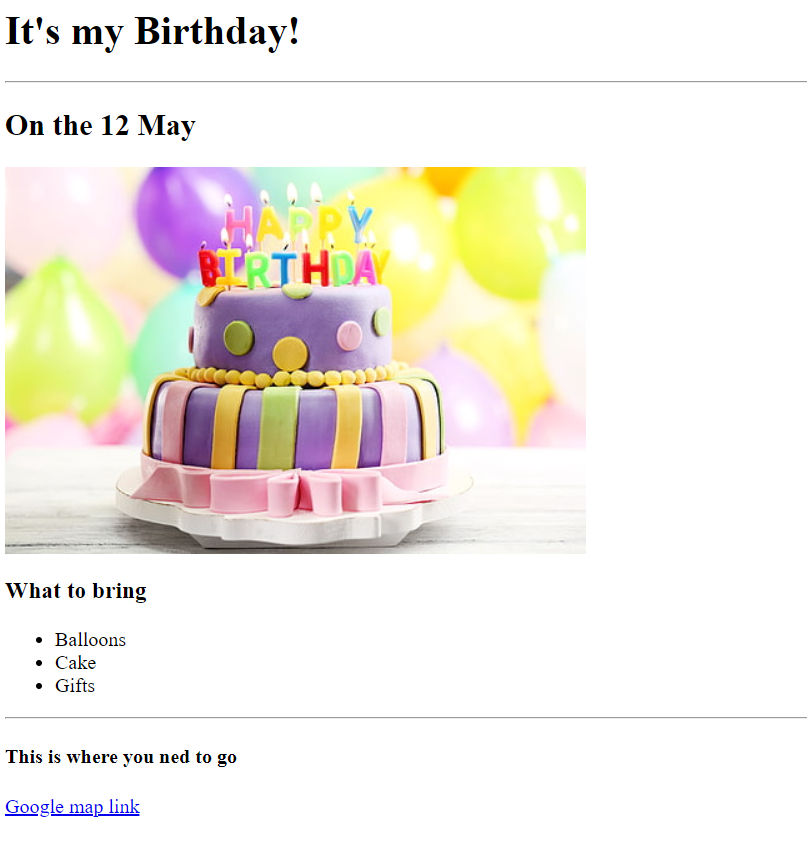 It's my Birthday!
On the 12 May
HAPPY
BIRTHDAY
What to bring
Balloons
Cake
Gifts
This is where you ned to go
Google map link